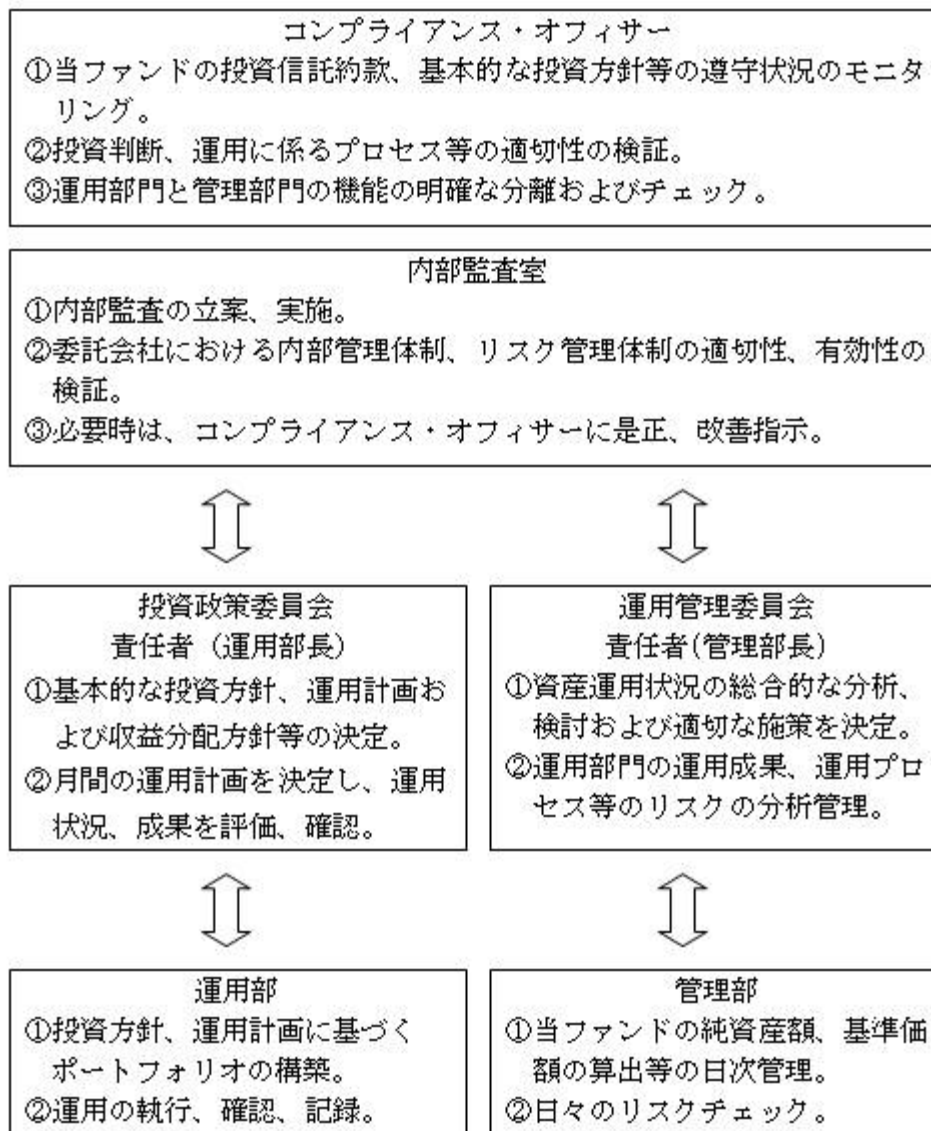 コンプライアンス・オフィサー
①当ファンドの投資信託約款、基本的な投資方針等の遵守状況のモニタ
リング。
②投資判断、運用に係るプロセス等の適切性の検証。
③運用部門と管理部門の機能の明確な分離およびチェック。
内部監査室
①内部監査の立案、実施。
②委託会社における内部管理体制、リスク管理体制の適切性、有効性の
検証。
③必要時は、コンプライアンス・オフィサーに是正、改善指示。
投資政策委員会
責任者（運用部長）
①基本的な投資方針、運用計画お
よび収益分配方針等の決定。
②月間の運用計画を決定し、運用
状況、成果を評価、確認。
運用管理委員会
責任者(管理部長)
①資産運用状況の総合的な分析、
検討および適切な施策を決定。
②運用部門の運用成果、運用プロ
セス等のリスクの分析管理。
運用部
①投資方針、運用計画に基づく
ポートフォリオの構築。
②運用の執行、確認、記録。
管理部
①当ファンドの純資産額、基準価
額の算出等の日次管理。
②日々のリスクチェック。